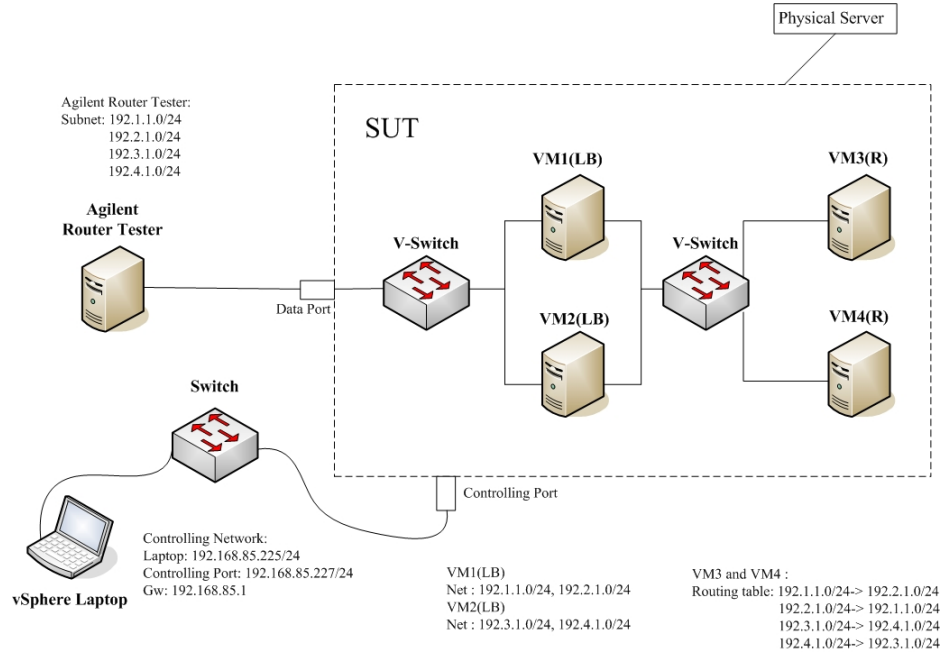 Physical Server
Agilent Router Tester:
Subnet: 192.1.1.0/24
192.2.1.0/24
192.3.1.0/24
192.4.1.0/24
SUT
VM1(LB)
VM3(R)
Agilent
Router Tester
V-Switch
V-Switch
Data Port
VM2(LB)
VM4(R)
Switch
Controlling Port
Controlling Network:
Laptop: 192.168.85.225/24
Controlling Port: 192.168.85.227/24
Gw: 192.168.85.1
vSphere Laptop
VM1(LB)
Net : 192.1.1.0/24, 192.2.1.0/24
VM2(LB)
Net : 192.3.1.0/24, 192.4.1.0/24
VM3 and VM4 :
Routing table: 192.1.1.0/24-> 192.2.1.0/24
192.2.1.0/24-> 192.1.1.0/24
192.3.1.0/24-> 192.4.1.0/24
192.4.1.0/24-> 192.3.1.0/24